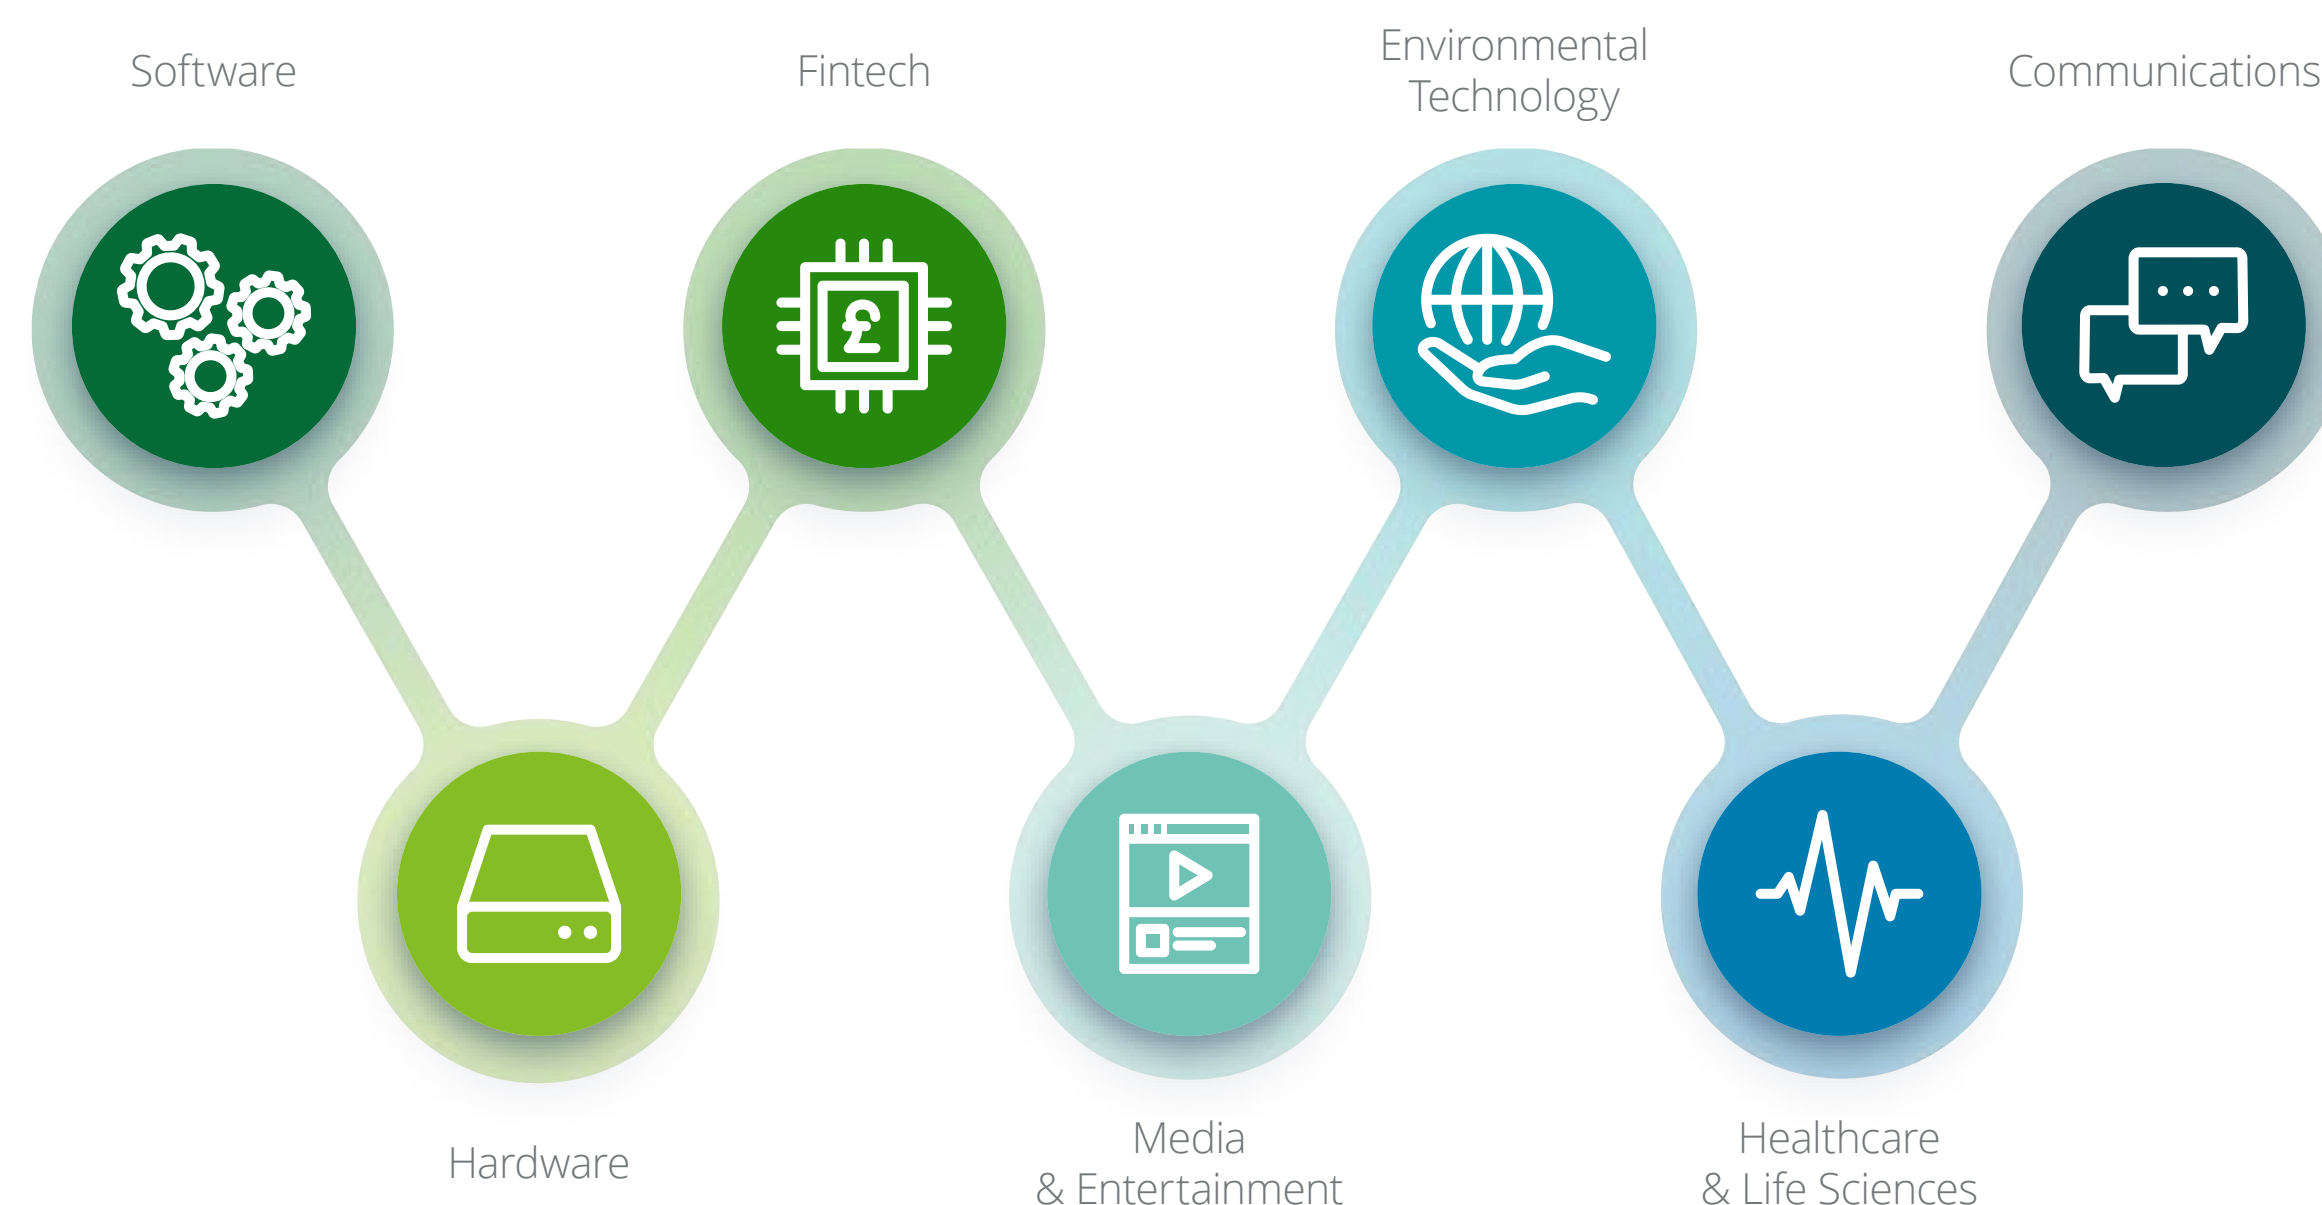 Software
Fintech
Environmental
Technology
Communications
£
Hardware
Media
& Entertainment
Healthcare
& Life Sciences